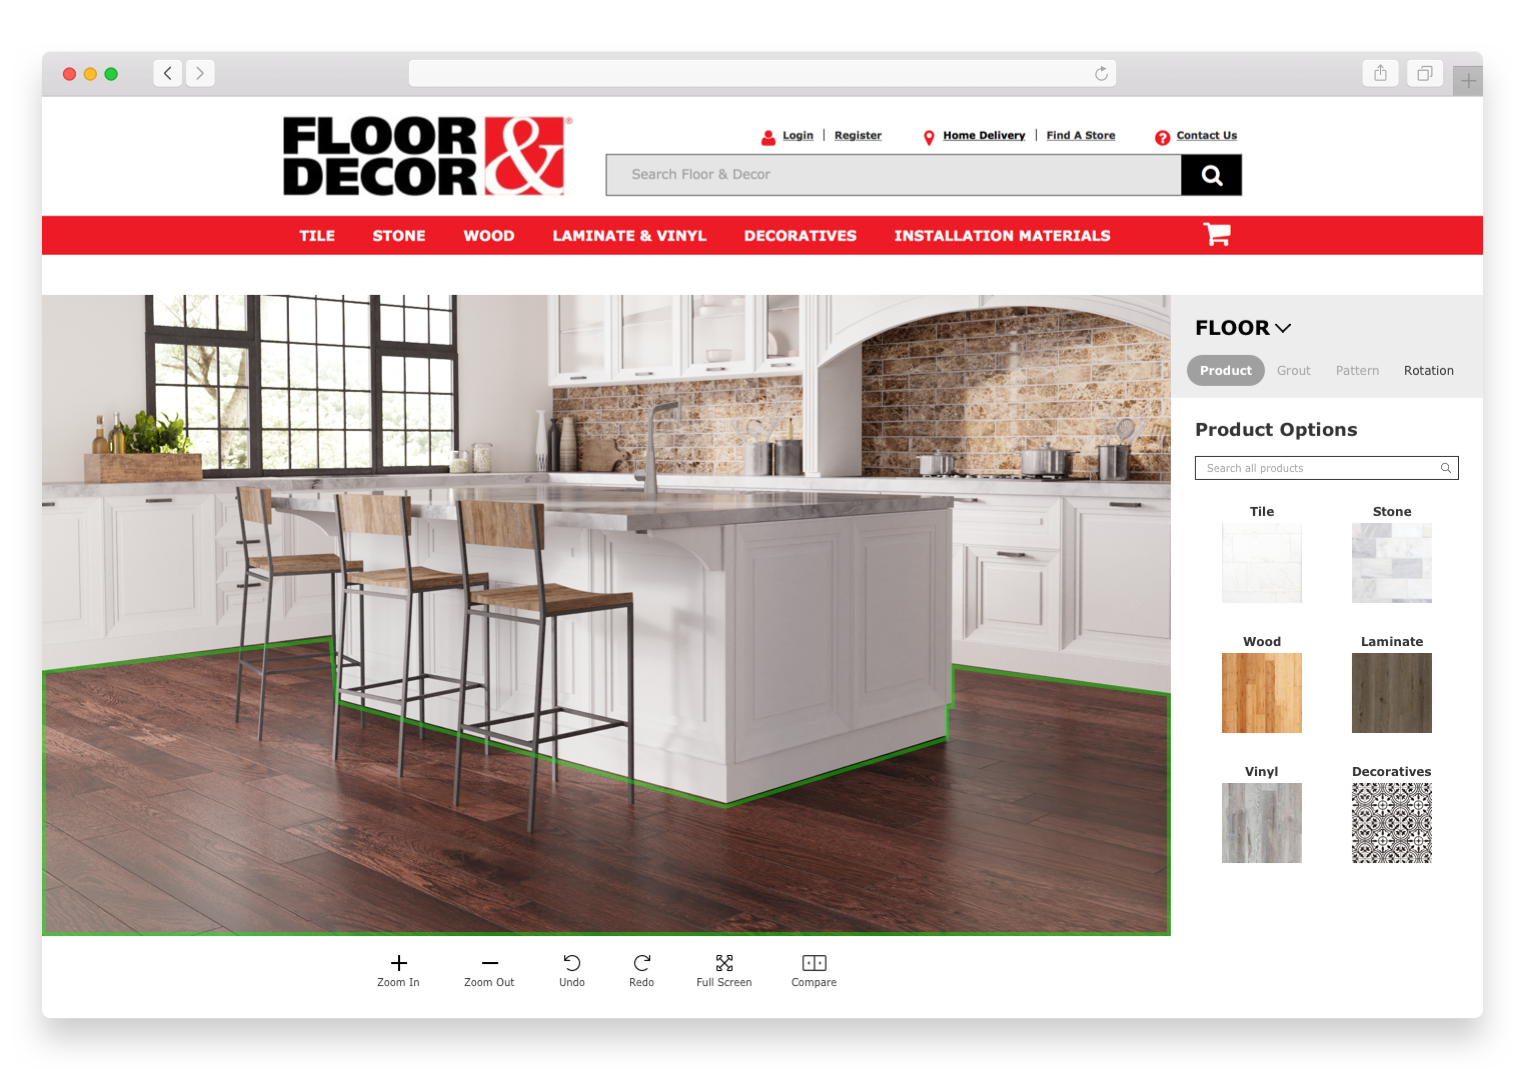 FLOOR
& ®
DECOR
Login | Register
Home Delivery | Find A Store
Contact Us
Search Floor & Decor
TILE STONE WOOD LAMINATE & VINYL DECORATIVES INSTALLATION MATERIALS
FLOOR
Product Grout Pattern Rotation
Product Options
Search all products
Tile Stone
Wood Laminate
Vinyl Decoratives
Zoom In Zoom Out Undo Redo Full Screen Compare